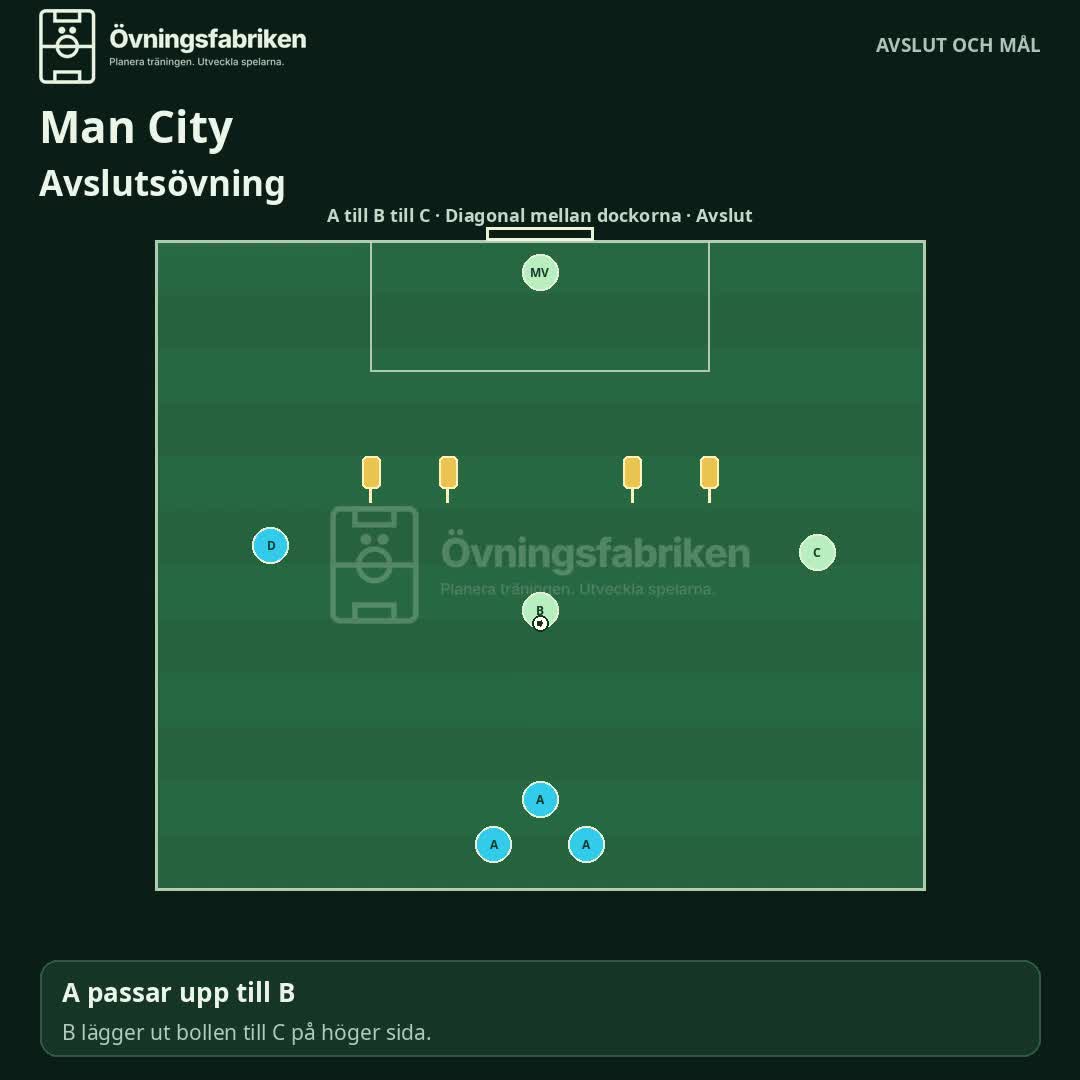 Övningsfabriken
Planera träningen. Utveckla spelarna.
AVSLUT OCH MÅL
Man City
Avslutsövning
A till B till C · Diagonal mellan dockorna · Avslut
MV
D
C
Övningsfabriken
Planera träningen. Utveckla spelarna.
B
A
A
A
A passar upp till B
B lägger ut bollen till C på höger sida.